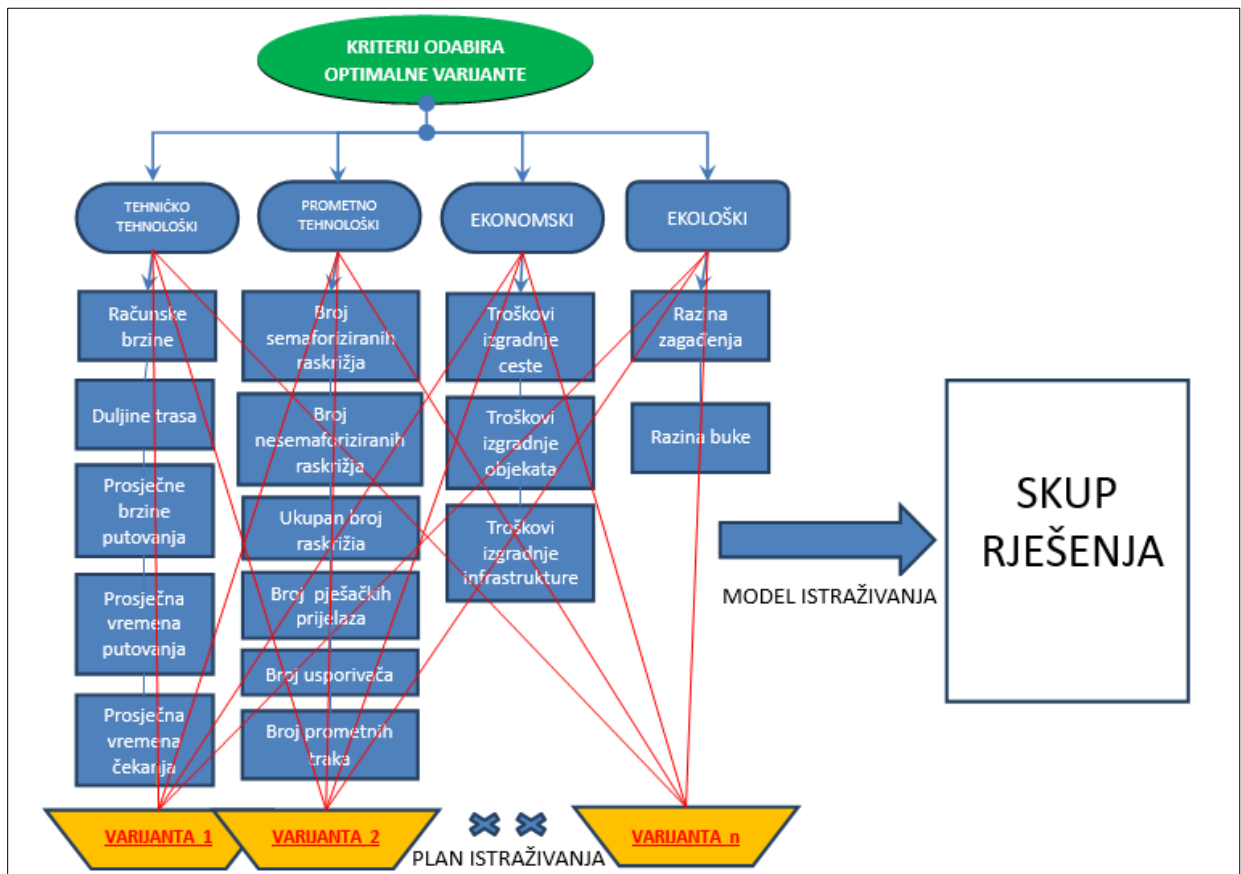 KRITERIJ ODABIRA
OPTIMALNE VARIJANTE
TEHNIČKO
TEHNOLOŠKI
PROMETNO
TEHNOLOŠKI
EKONOMSKI
EKOLOŠKI
Računske
brzine
Duljine trasa
Prosječne
brzine
putovanja
Prosječna
vremena
putovanja
Prosječna
vremena
čekanja
Broj
semaforiziranih
raskrižja
Broj
nesemaforiziranih
raskrižja
Ukupan broj
raskrižia
Broj pješačkih
prijelaza
Broj usporivača
Broj prometnih
traka
Troškovi
izgradnje
ceste
Troškovi
izgradnje
objekata
Troškovi
izgradnje
infrastrukture
Razina
zagađenja
Razina buke
MODEL ISTRAŽIVANJA
SKUP
RJEŠENJA
VARIJANTA 1
VARIJANTA 2
PLAN ISTRAŽIVANJA
VARIJANTA n